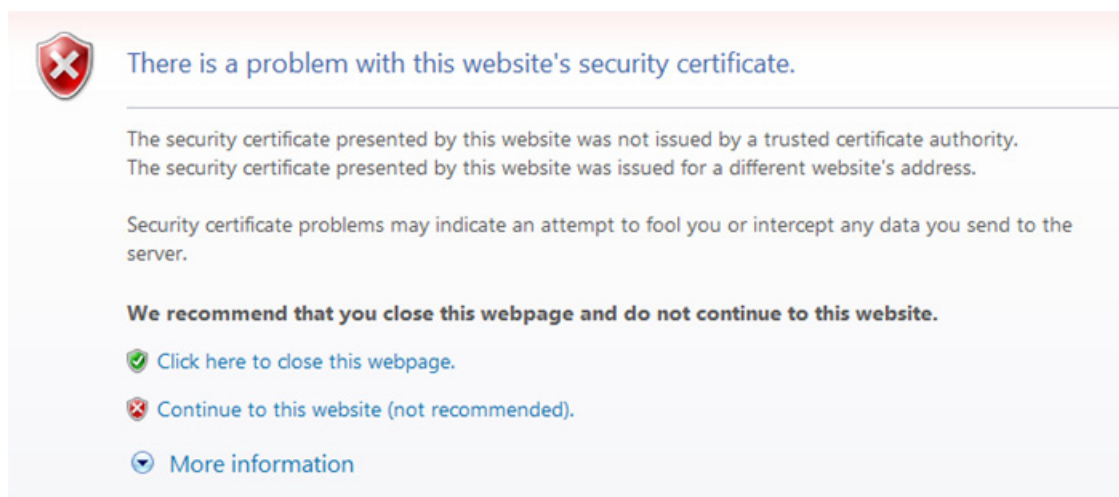 There is a problem with this website's security certificate.
The security certificate presented by this website was not issued by a trusted certificate authority.
The security certificate presented by this website was issued for a different website's address.
Security certificate problems may indicate an attempt to fool you or intercept any data you send to the
server.
We recommend that you close this webpage and do not continue to this website.
Click here to close this webpage.
Continue to this website (not recommended).
More information